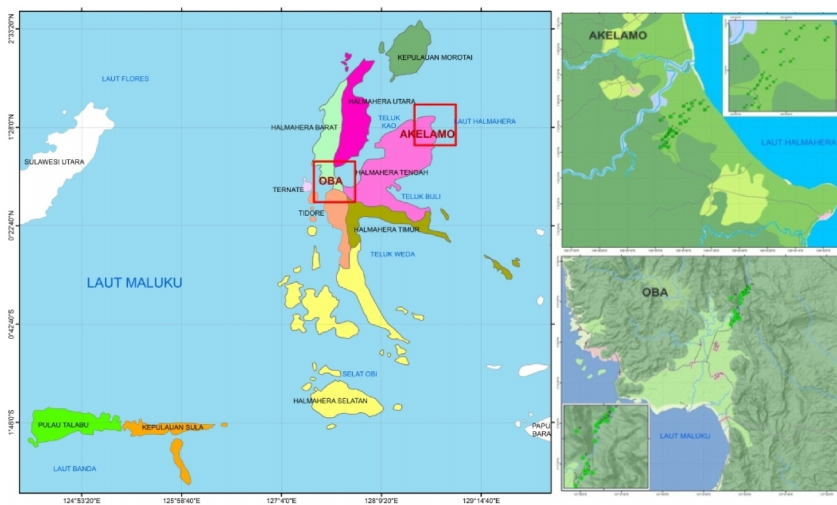 2°33'20"N
KEPULAUAN MOROTAI
LAUT FLORES
HALMAHERA UTARA
1°28'0"N
HALMAHERA BARAT
TELUK
KAO
AKELAMO
LAUT HALMAHERA
SULAWESI UTARA
HALMAHERA TENGAH
OBA
TERNATE
TELUK BULI
TIDORE
0°22'40"N
HALMAHERA TIMUR
TELUK WEDA
LAUT MALUKU
0°42'40"S
SELAT OBI
HALMAHERA SELATAN
1°48'0"S
PULAU TALABU
KEPULAUAN SULA
PAPU
BARA
LAUT BANDA
124°53'20"E
125°58'40"E
127°4'0"E
128°9'20"E
129°14'40"E
AKELAMO
LAUT HALMAHERA
OBA
LAUT MALUKU